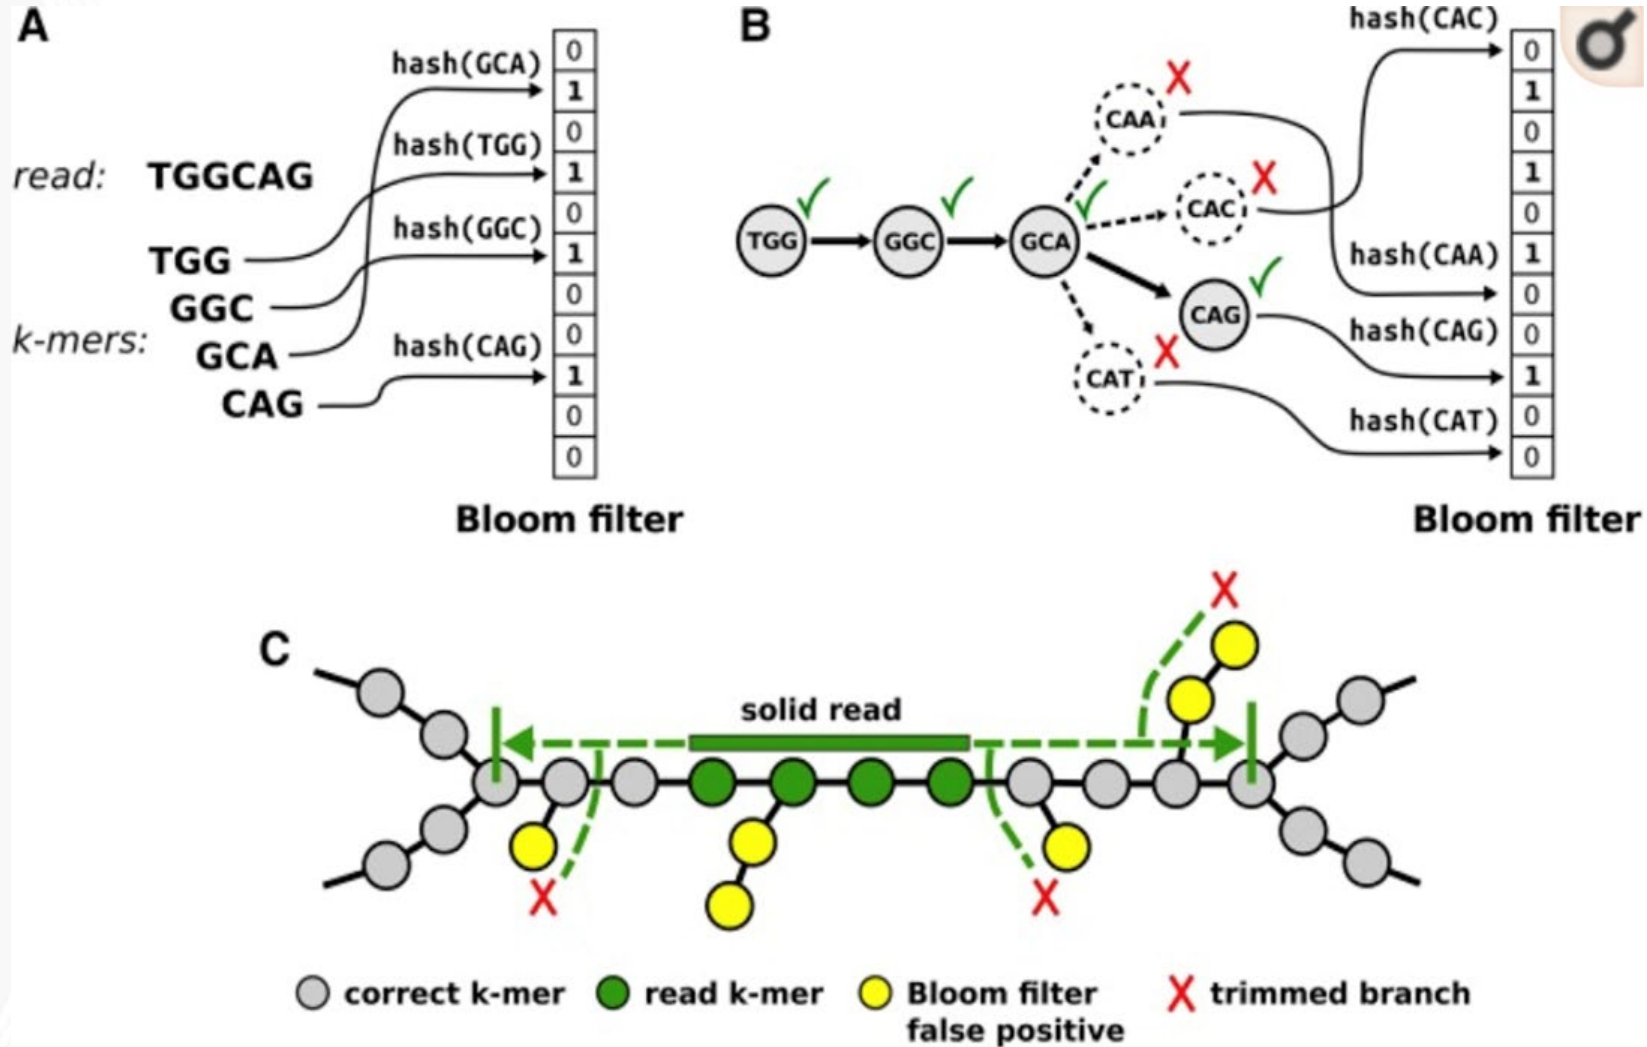 A
hash(GCA)
0
1
0
hash(TGG)
1
read: TGGCAG
0
hash(GGC)
1
TGG
0
GGC
0
k-mers:
GCA
hash(CAG)
1
CAG
0
0
Bloom filter
B
hash(CAC)
0
1
CAA
0
1
CAC
0
TGG
GGC
GCA
hash(CAA)
1
0
CAG
hash(CAG)
0
CAT
1
hash(CAT)
0
0
Bloom filter
C
solid read
correct k-mer
read k-mer
Bloom filter
false positive
trimmed branch